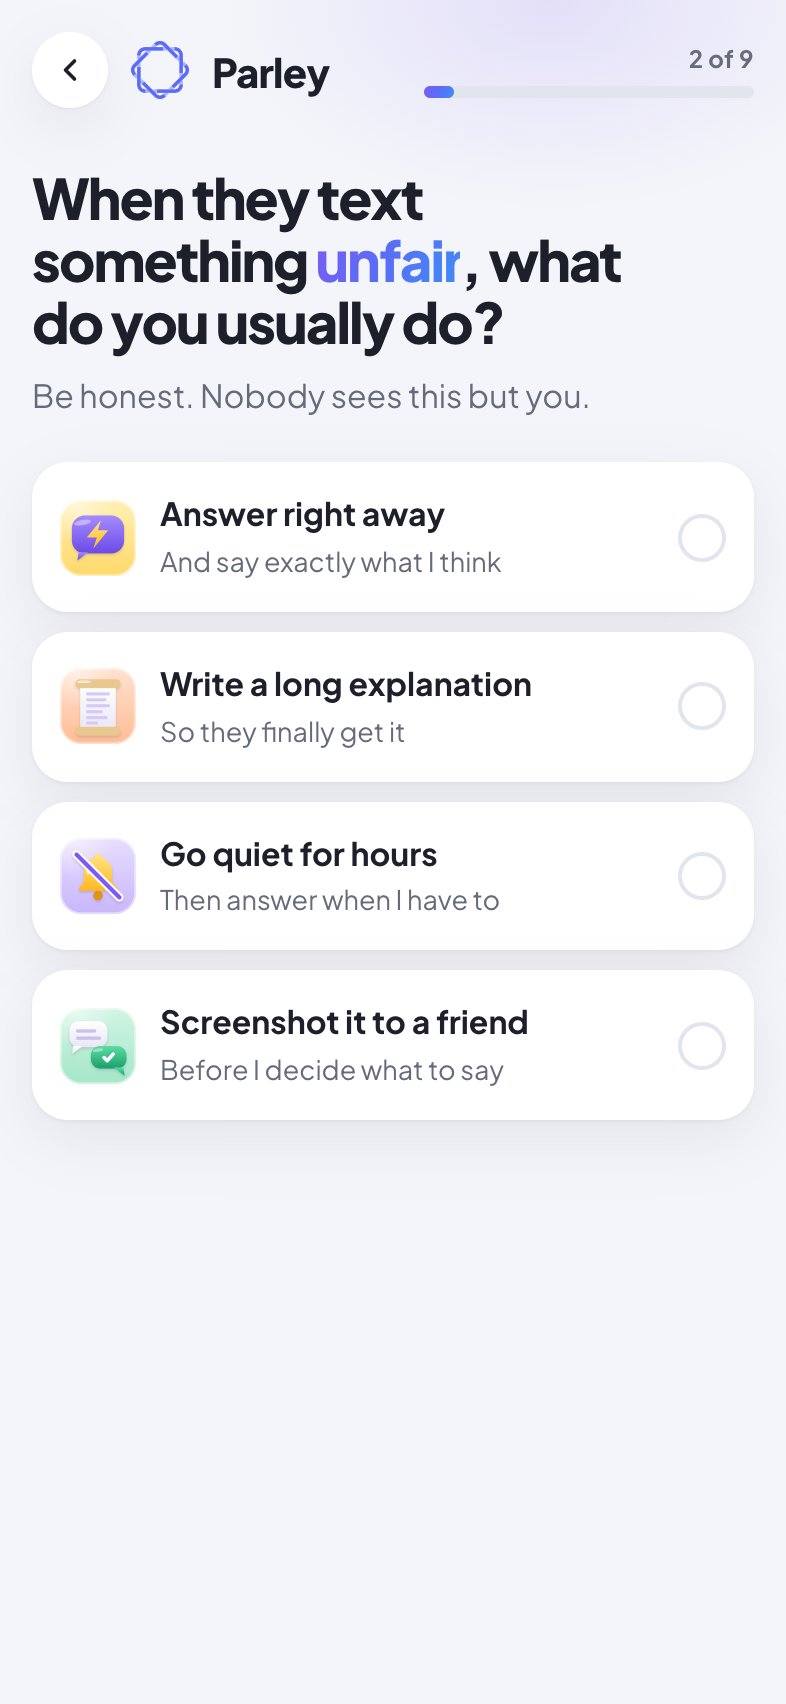 Parley
2 of 9
When they text
something unfair, what
do you usually do?
Be honest. Nobody sees this but you.
Answer right away
And say exactly what I think
Write a long explanation
So they finally get it
Go quiet for hours
Then answer when I have to
Screenshot it to a friend
Before I decide what to say